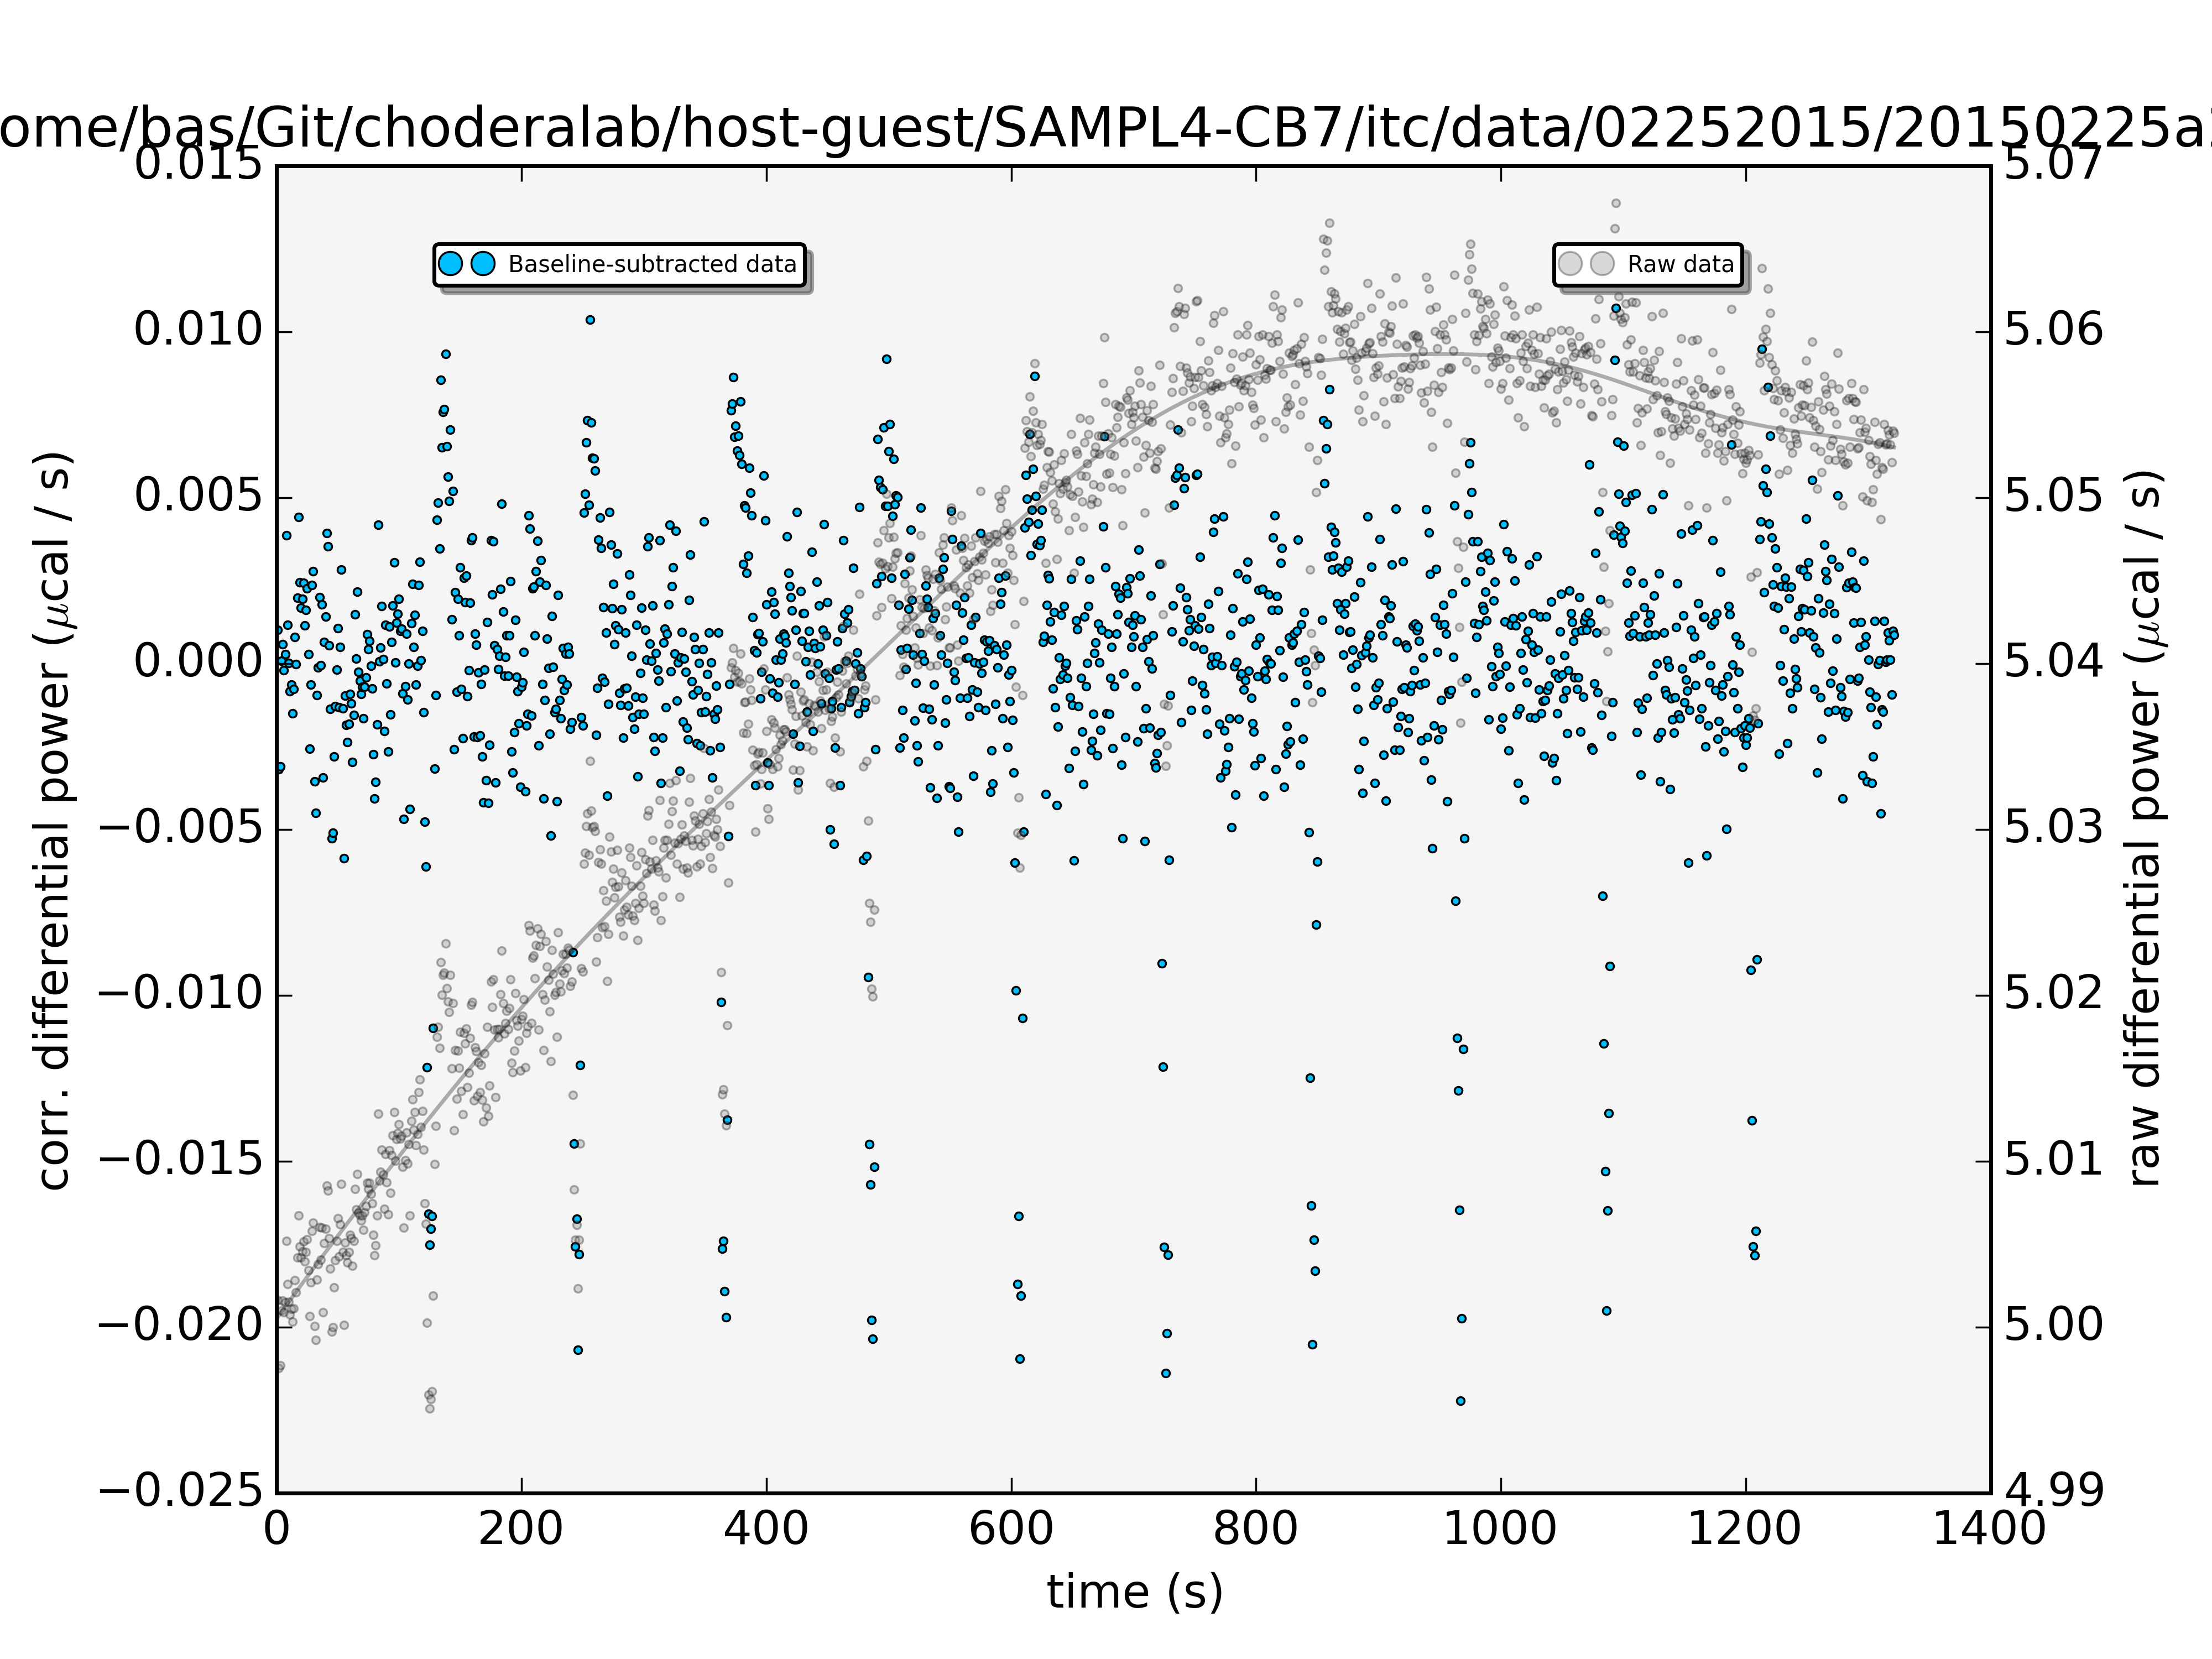 ome/bas/Git/choderalab/host-guest/SAMPL4-CB7/itc/data/02252015/20150225a
Baseline-subtracted data
Raw data
corr. differential power (μcal / s)
0.015
0.010
0.005
0.000
−0.005
−0.010
−0.015
−0.020
−0.025
5.07
5.06
5.05
5.04
5.03
5.02
5.01
5.00
4.99
raw differential power (μcal / s)
0 200 400 600 800 1000 1200 1400
time (s)